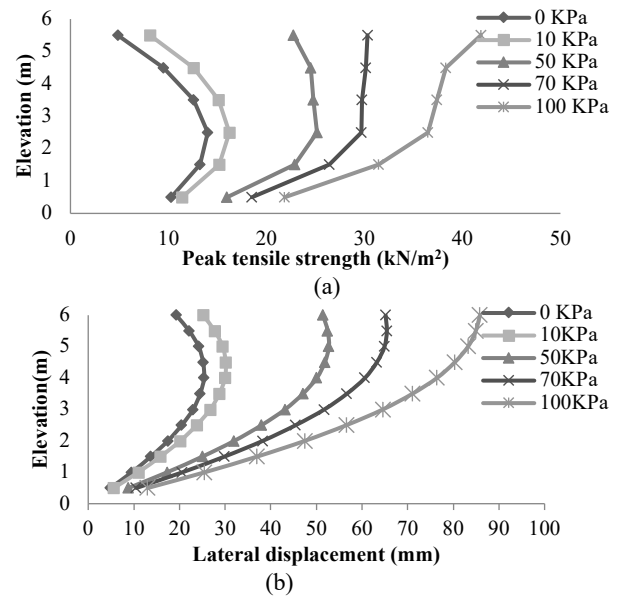 6
5
4
3
2
1
0
Elevation (m)
0 10 20 30 40 50
Peak tensile strength (kN/m²)
0 KPa
10 KPa
50 KPa
70 KPa
100 KPa
(a)
6
5
4
3
2
1
0
Elevation(m)
0 10 20 30 40 50 60 70 80 90 100
Lateral displacement (mm)
0 KPa
10KPa
50KPa
70KPa
100KPa
(b)